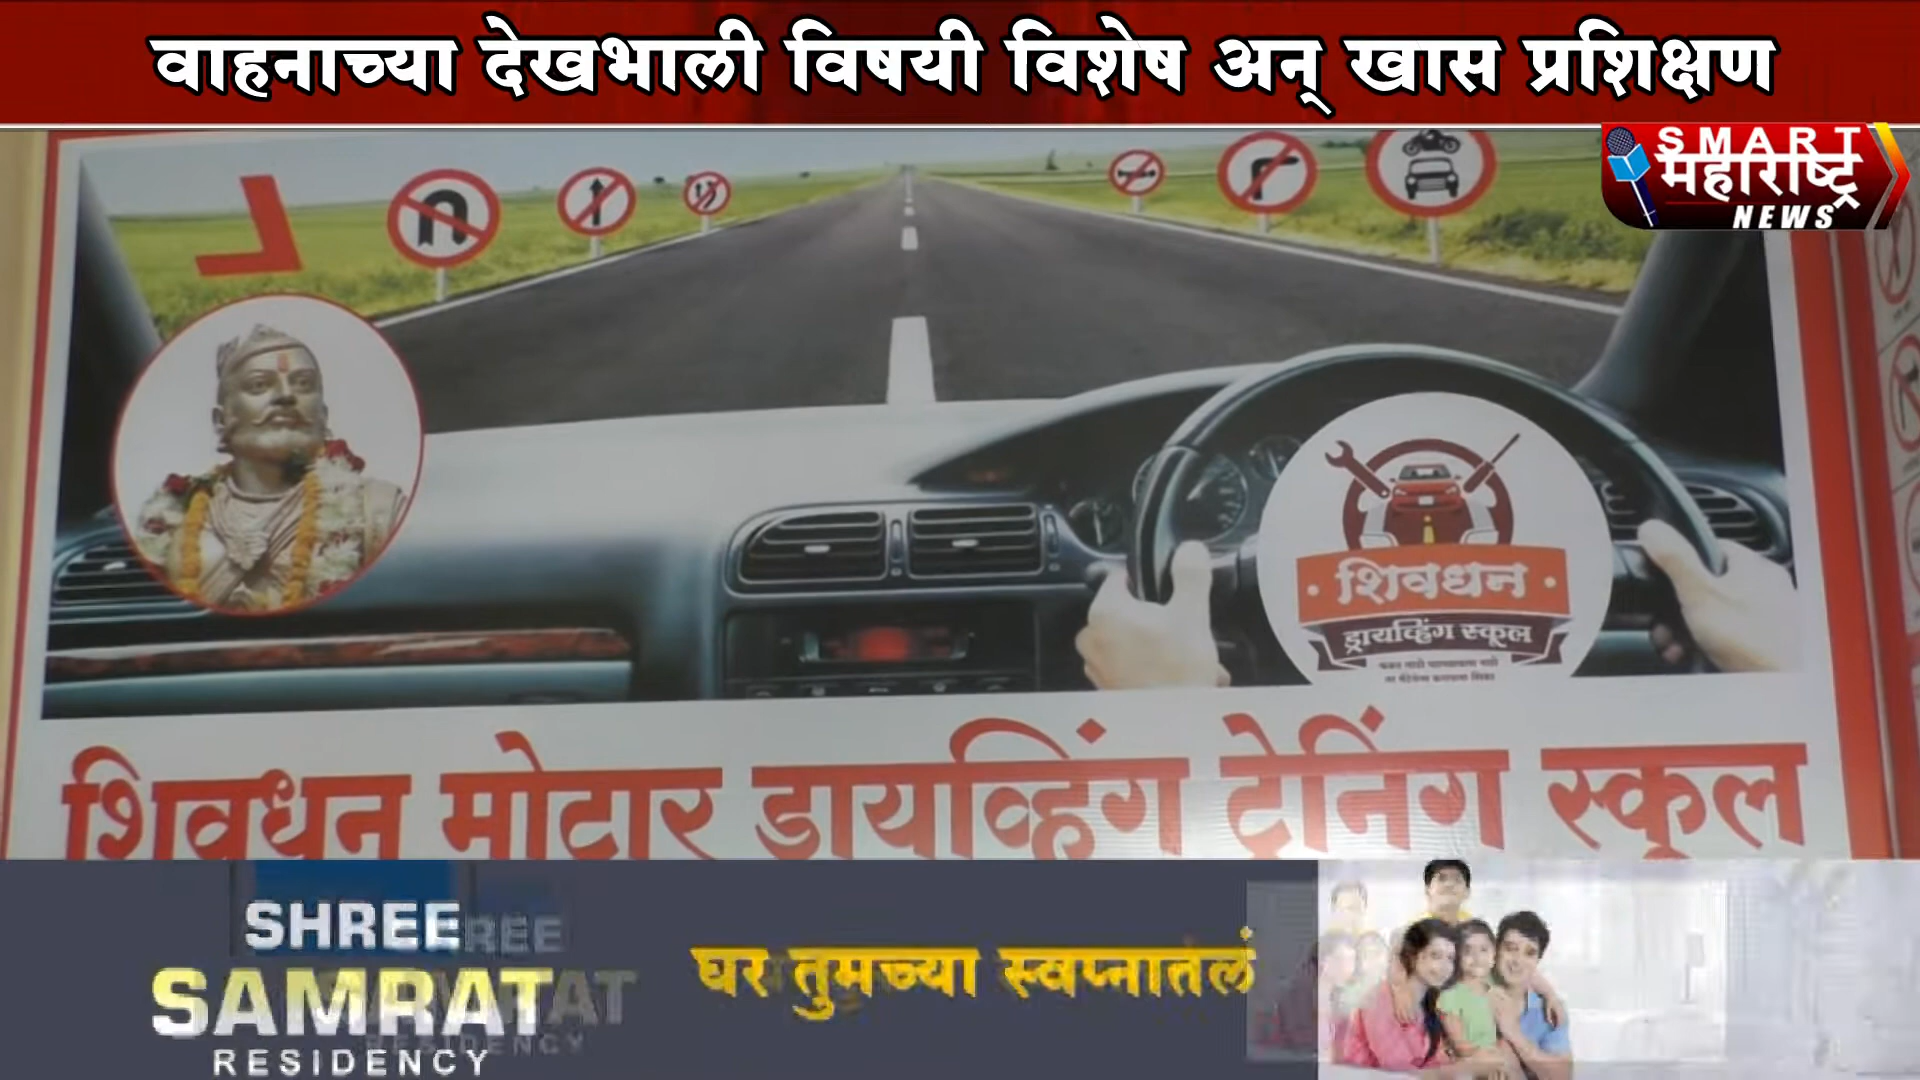 वाहनाच्या देखभाली विषयी विशेष अन् खास प्रशिक्षण
SMART
महाराष्ट्र
NEWS
L
शिवधन
ड्रायव्हिंग स्कूल
शिवधन मोटार डायव्हिंग ट्रेनिंग स्कूल
SHREE
SAMRAT
RESIDENCY
घर तुमच्या स्वप्नातलं